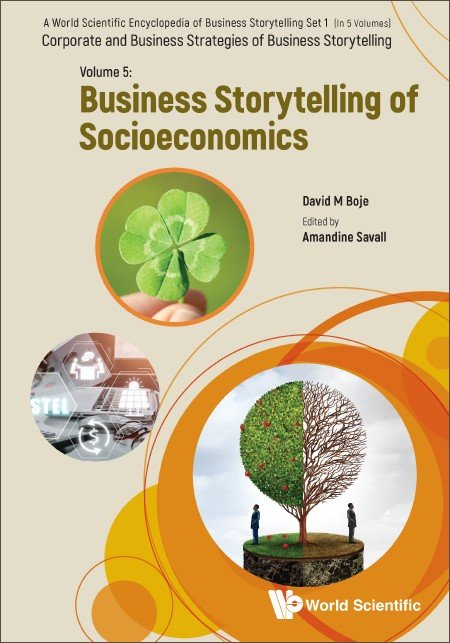 A World Scientific Encyclopedia of Business Storytelling Set 1 (In 5 Volumes)
Corporate and Business Strategies of Business Storytelling
Volume 5:
Business Storytelling of
Socioeconomics
David M Boje
Edited by
Amandine Savall
STEL
World Scientific